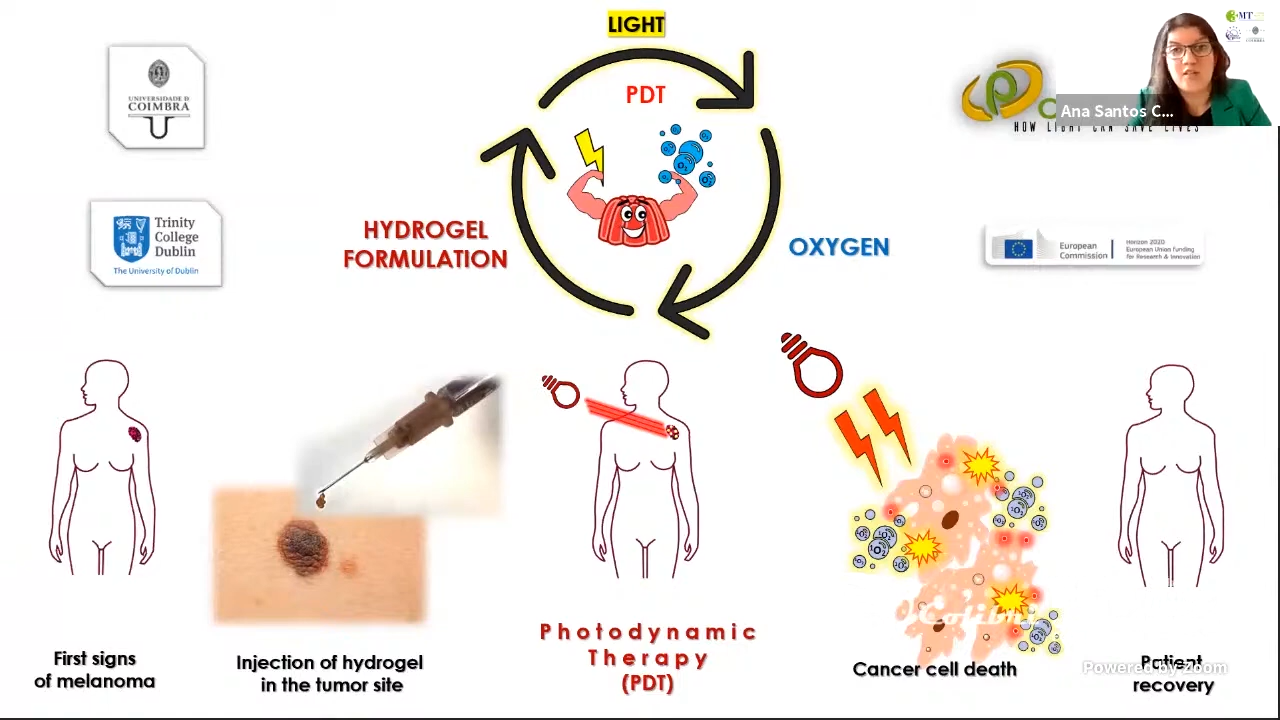 LIGHT
PDT
UNIVERSIDADE D
COIMBRA
Ana Santos C...
HOW LIGHT CAN SAVE LIVES
MT
Trinity
College
Dublin
The University of Dublin
HYDROGEL
FORMULATION
OXYGEN
European
Commission
Horizon 2020
European Union Funding
for Research & Innovation
First signs
of melanoma
Injection of hydrogel
in the tumor site
Photodynamic
Therapy
(PDT)
Cancer cell death
Patient
recovery
Powered by Zoom